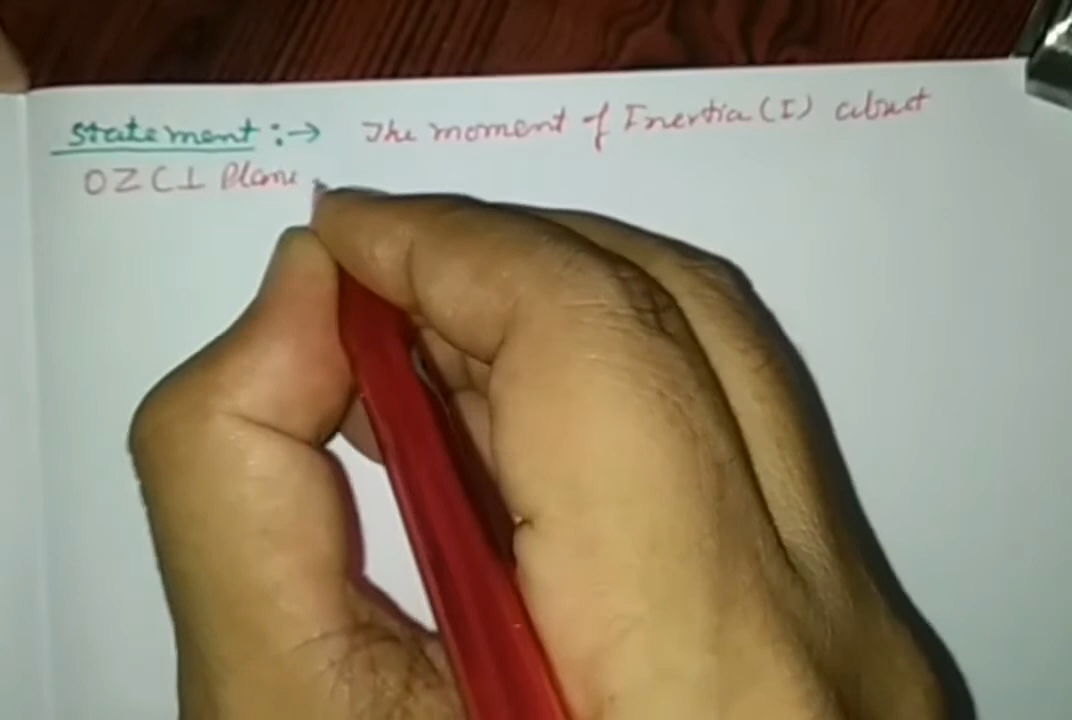 Statement :→ The moment of Inertia (I) about
OZ (⊥ Plane